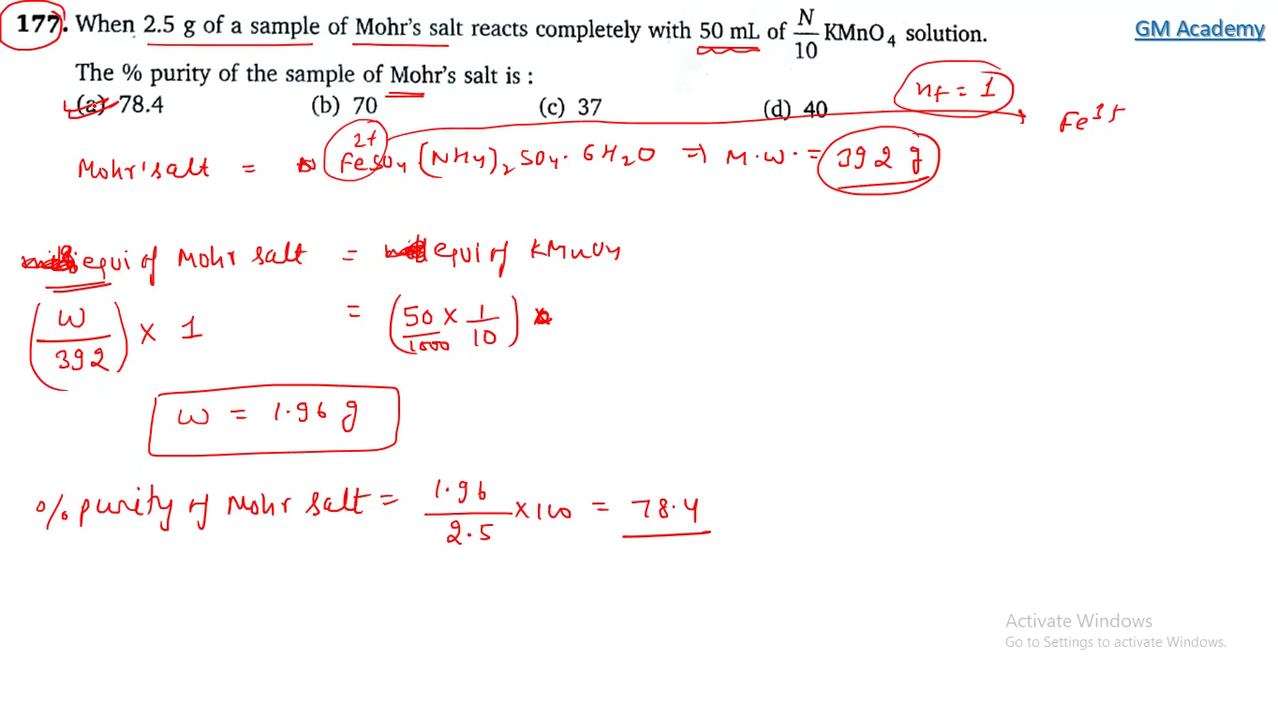 177. When 2.5 g of a sample of Mohr's salt reacts completely with 50 mL of N/10 KMnO₄ solution.
GM Academy
The % purity of the sample of Mohr's salt is :
(a) 78.4 (b) 70 (c) 37 (d) 40
nf = 1
Fe³⁺
Mohr's salt = Fe²⁺SO₄ (NH₄)₂ SO₄ . 6H₂O ⇒ M.W. = 392 g
equi of Mohr salt = equi of KMnO₄
(W/392) × 1 = (50/1000 × 1/10)
W = 1.96 g
% purity of Mohr salt = 1.96/2.5 × 100 = 78.4
Activate Windows
Go to Settings to activate Windows.